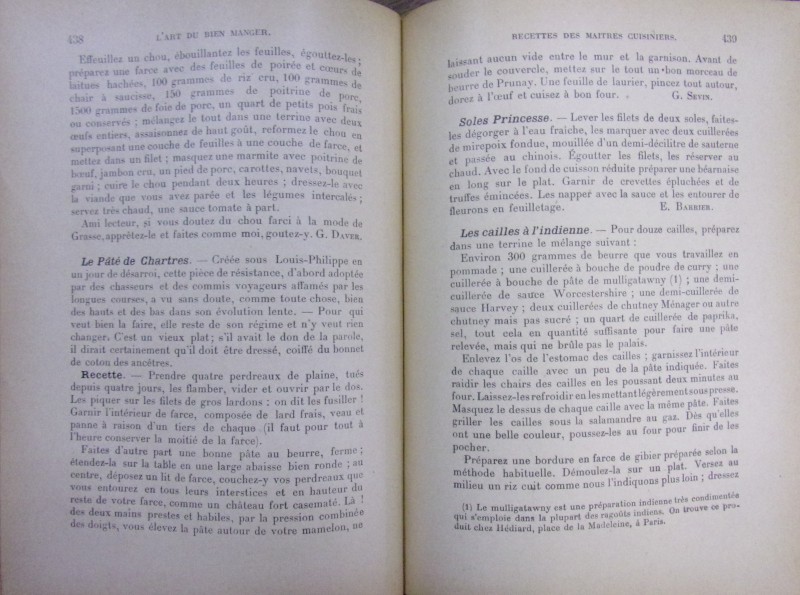 438
L'ART DU BIEN MANGER.
Effeuillez un chou, ébouillantez les feuilles, égouttez-les ;
préparez une farce avec des feuilles de poirée et cœurs de
laitues hachées, 100 grammes de riz cru, 100 grammes de
chair à saucisse, 150 grammes de poitrine de porc,
1500 grammes de foie de porc, un quart de petits pois frais
ou conservés ; mélangez le tout dans une terrine avec deux
œufs entiers, assaisonnez de haut goût, reformez le chou en
superposant une couche de feuilles à une couche de farce, et
mettez dans un filet ; masquez une marmite avec poitrine de
bœuf, jambon cru, un pied de porc, carottes, navets, bouquet
garni ; cuire le chou pendant deux heures ; dressez-le avec
la viande que vous avez parée et les légumes intercalés ;
servez très chaud, une sauce tomate à part.
Ami lecteur, si vous doutez du chou farci à la mode de
Grasse, apprêtez-le et faites comme moi, goutez-y. G. DAVER.
Le Pâté de Chartres. — Créée sous Louis-Philippe en
un jour de désarroi, cette pièce de résistance, d'abord adoptée
par des chasseurs et des commis voyageurs affamés par les
longues courses, a vu sans doute, comme toute chose, bien
des hauts et des bas dans son évolution lente. — Pour qui
veut bien la faire, elle reste de son régime et n'y veut rien
changer. C'est un vieux plat ; s'il avait le don de la parole,
il dirait certainement qu'il doit être dressé, coiffé du bonnet
de coton des ancêtres.
Recette. — Prendre quatre perdreaux de plaine, tués
depuis quatre jours, les flamber, vider et ouvrir par le dos.
Les piquer sur les filets de gros lardons ; on dit les fusiller !
Garnir l'intérieur de farce, composée de lard frais, veau et
panne à raison d'un tiers de chaque (il faut pour tout à
l'heure conserver la moitié de la farce).
Faites d'autre part une bonne pâte au beurre, ferme ;
étendez-la sur la table en une large abaisse bien ronde ; au
centre, déposez un lit de farce, couchez-y vos perdreaux que
vous entourez en tous leurs interstices et en hauteur du
reste de votre farce, comme un château fort casematé. Là !
des deux mains prestes et habiles, par la pression combinée
des doigts, vous élevez la pâte autour de votre mamelon, ne
RECETTES DES MAITRES CUISINIERS.
439
laissant aucun vide entre le mur et la garnison. Avant de
souder le couvercle, mettez sur le tout un bon morceau de
beurre de Prunay. Une feuille de laurier, pincez tout autour,
dorez à l'œuf et cuisez à bon four. G. SEVIN.
Soles Princesse. — Lever les filets de deux soles, faites-
les dégorger à l'eau fraîche, les marquer avec deux cuillerées
de mirepoix fondue, mouillée d'un demi-décilitre de sauterne
et passée au chinois. Égoutter les filets, les réserver au
chaud. Avec le fond de cuisson réduite préparer une béarnaise
en long sur le plat. Garnir de crevettes épluchées et de
truffes émincées. Les napper avec la sauce et les entourer de
fleurons en feuilletage. E. BARRIER.
Les cailles à l'indienne. — Pour douze cailles, préparez
dans une terrine le mélange suivant :
Environ 300 grammes de beurre que vous travaillez en
pommade ; une cuillerée à bouche de poudre de curry ; une
cuillerée à bouche de pâte de mulligatawny (1) ; une demi-
cuillerée de sauce Worcestershire ; une demi-cuillerée de
sauce Harvey ; deux cuillerées de chutney Ménager ou autre
chutney mais pas sucré ; un quart de cuillerée de paprika,
sel, tout cela en quantité suffisante pour faire une pâte
relevée, mais qui ne brûle pas le palais.
Enlevez l'os de l'estomac des cailles ; garnissez l'intérieur
de chaque caille avec un peu de la pâte indiquée. Faites
raidir les chairs des cailles en les poussant deux minutes au
four. Laissez-les refroidir en les mettant légèrement sous presse.
Masquez le dessus de chaque caille avec la même pâte. Faites
griller les cailles sous la salamandre au gaz. Dès qu'elles
ont une belle couleur, poussez-les au four pour finir de les
pocher.
Préparez une bordure en farce de gibier préparée selon la
méthode habituelle. Démoulez-la sur un plat. Versez au
milieu un riz cuit comme nous l'indiquons plus loin ; dressez
(1) Le mulligatawny est une préparation indienne très condimentée
qui s'emploie dans la plupart des ragoûts indiens. On trouve ce pro-
duit chez Hédiard, place de la Madeleine, à Paris.